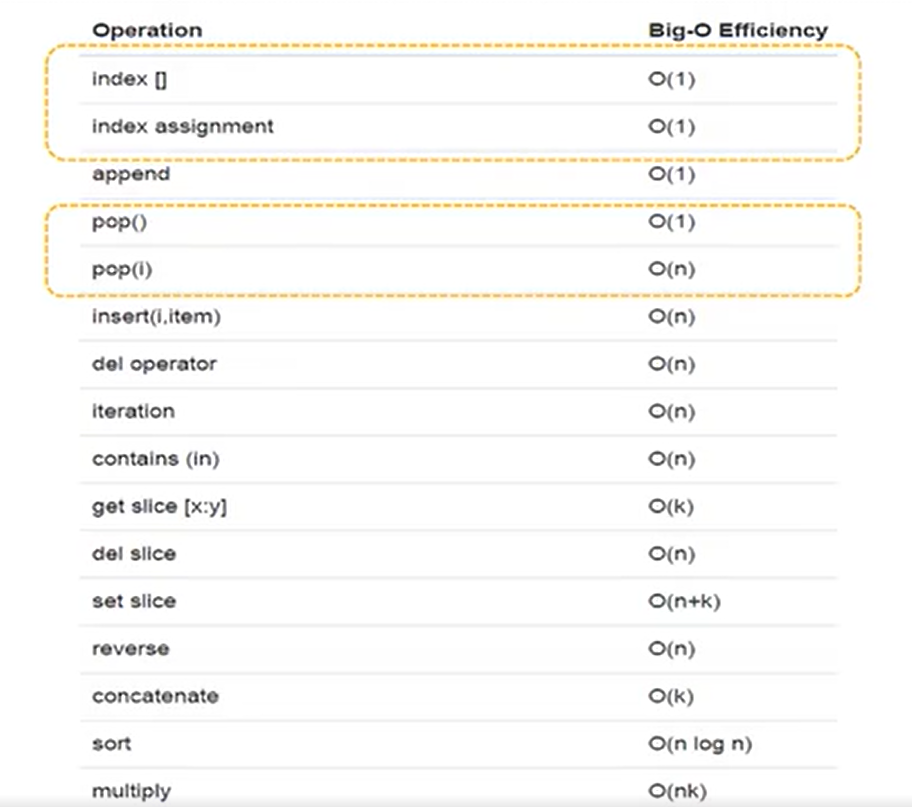 Operation Big-O Efficiency
index [] O(1)
index assignment O(1)
append O(1)
pop() O(1)
pop(i) O(n)
insert(i,item) O(n)
del operator O(n)
iteration O(n)
contains (in) O(n)
get slice [x:y] O(k)
del slice O(n)
set slice O(n+k)
reverse O(n)
concatenate O(k)
sort O(n log n)
multiply O(nk)